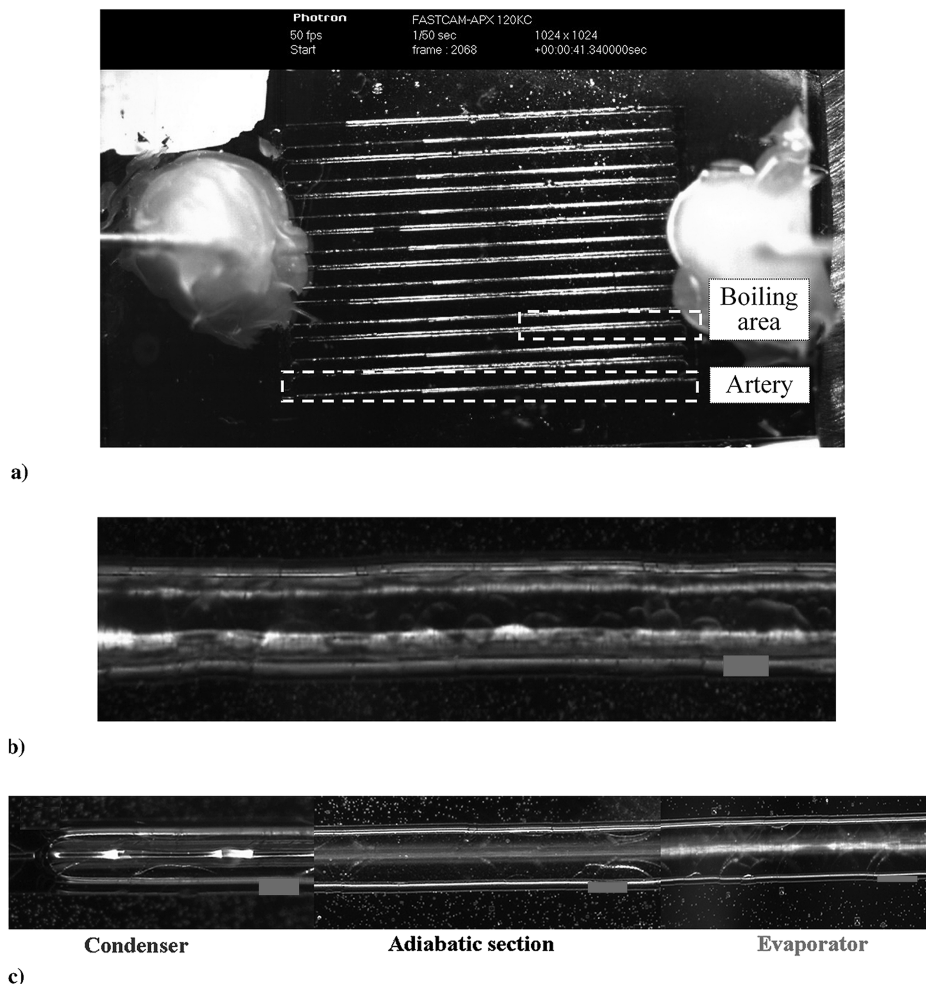 Photron
FASTCAM-APX 120KC
50 fps
1/50 sec
1024 x 1024
Start
frame : 2068
+00:00:41.340000sec
Boiling
area
Artery
a)
b)
Condenser
Adiabatic section
Evaporator
c)